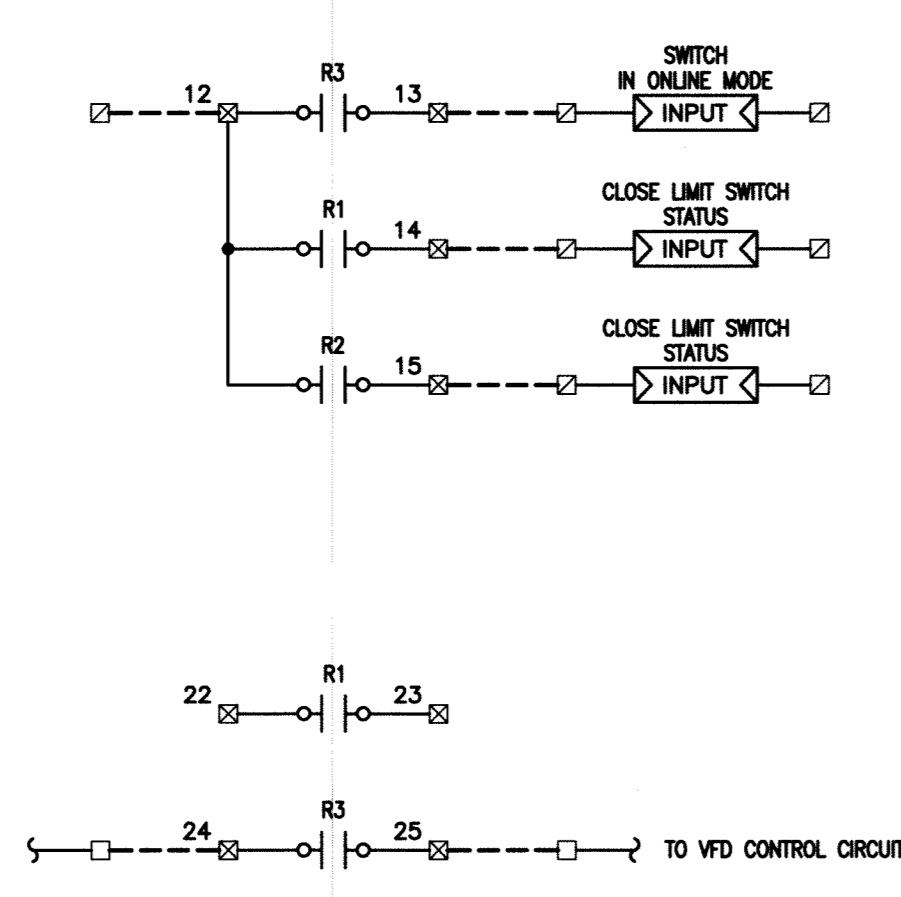 SWITCH
IN ONLINE MODE
12 R3 13 INPUT
CLOSE LIMIT SWITCH
STATUS
R1 14 INPUT
CLOSE LIMIT SWITCH
STATUS
R2 15 INPUT
R1
22 23
R3
24 25
TO VFD CONTROL CIRCUIT